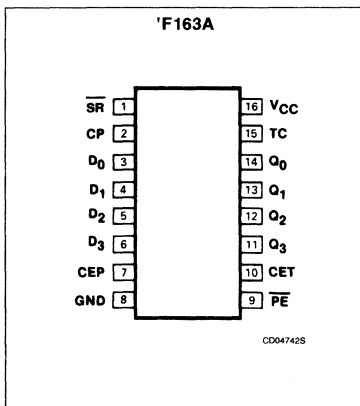 'F163A
SR 1 16 VCC
CP 2 15 TC
D0 3 14 Q0
D1 4 13 Q1
D2 5 12 Q2
D3 6 11 Q3
CEP 7 10 CET
GND 8 9 PE
CD04742S